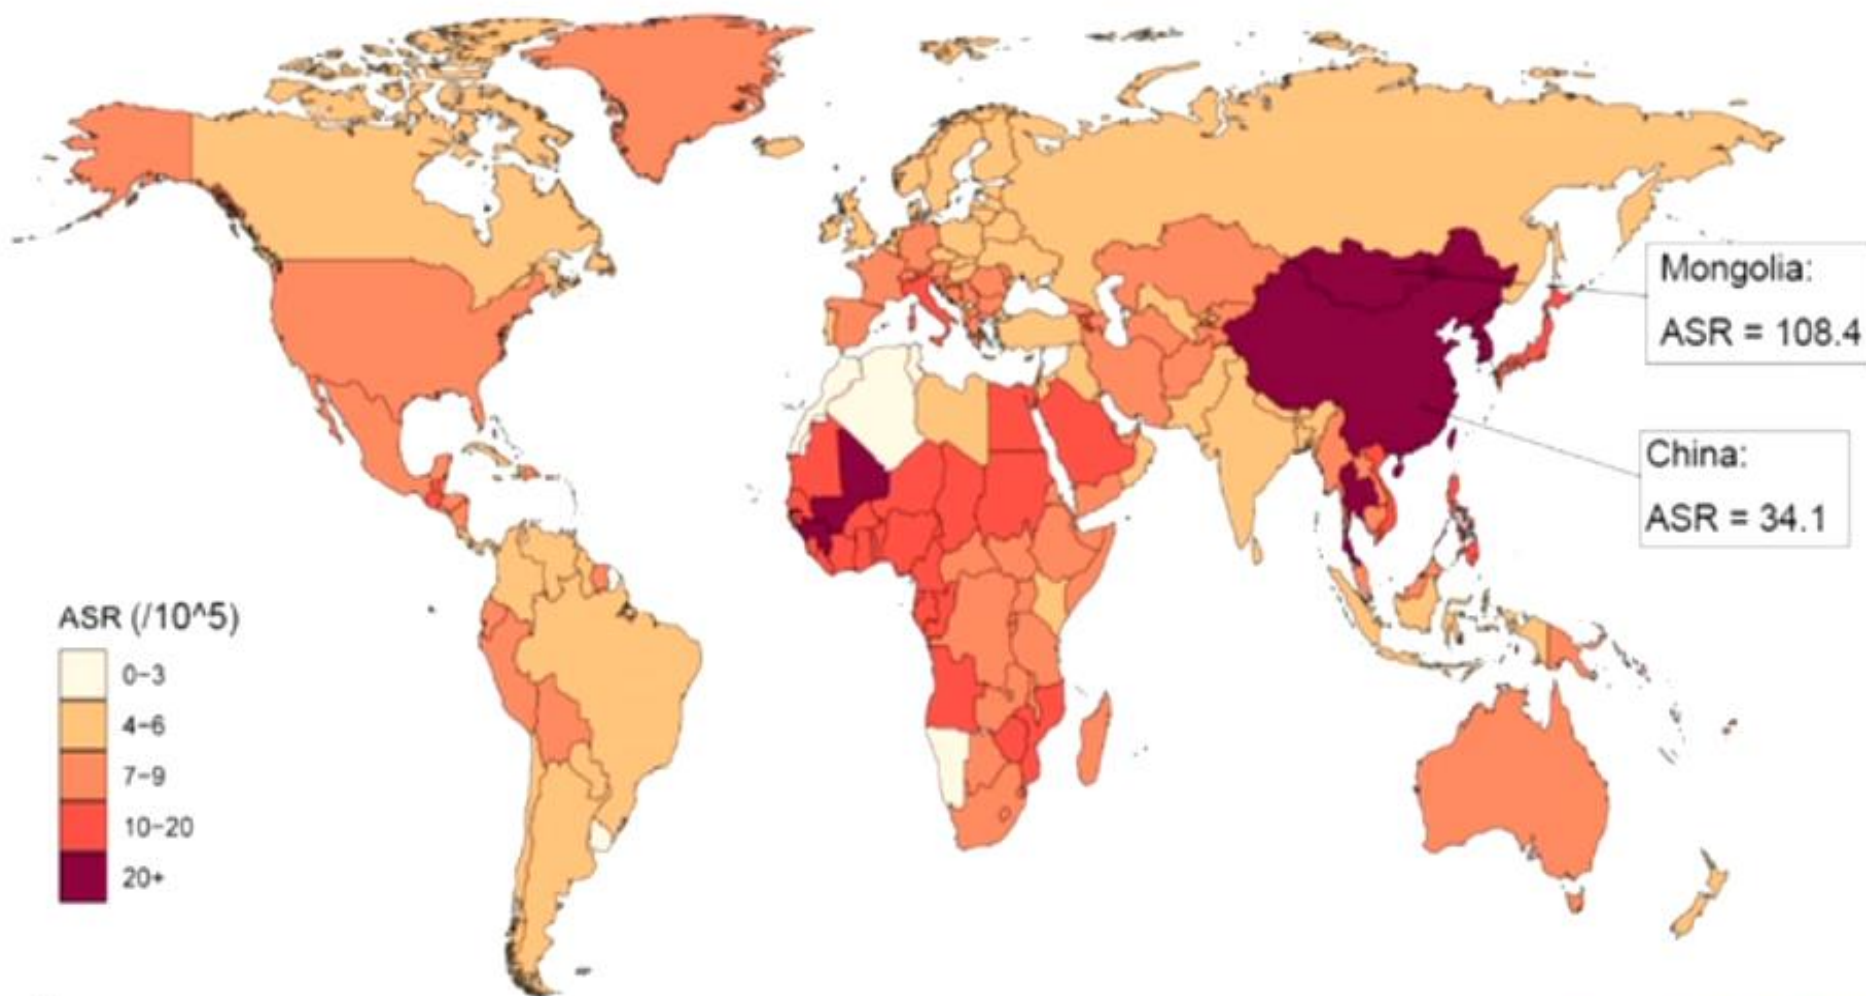 Mongolia:
ASR = 108.4
China:
ASR = 34.1
ASR (/10^5)
0-3
4-6
7-9
10-20
20+